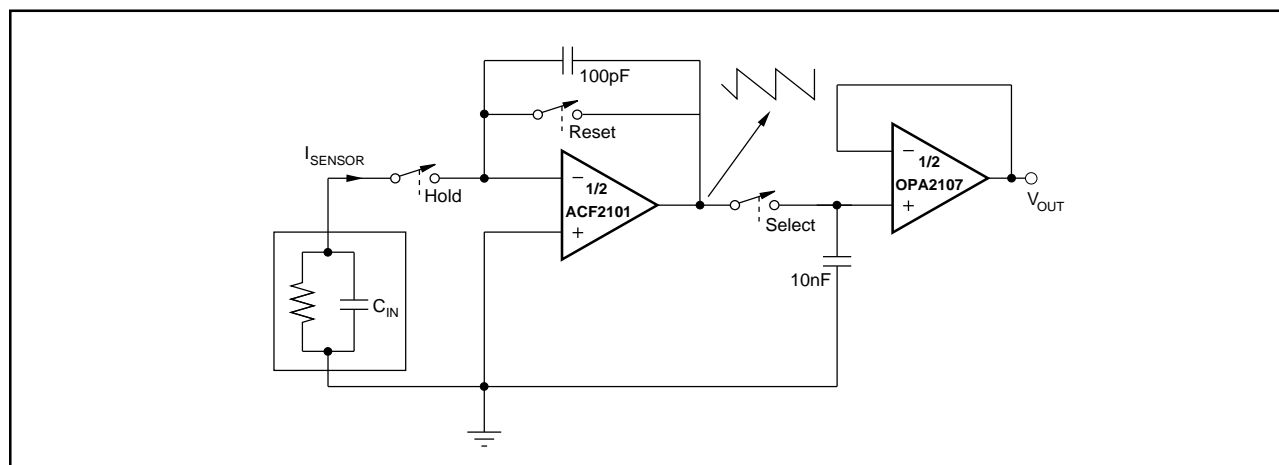 100pF
Reset
I_SENSOR
Hold
−
1/2
ACF2101
+
Select
−
1/2
OPA2107
+
V_OUT
10nF
C_IN